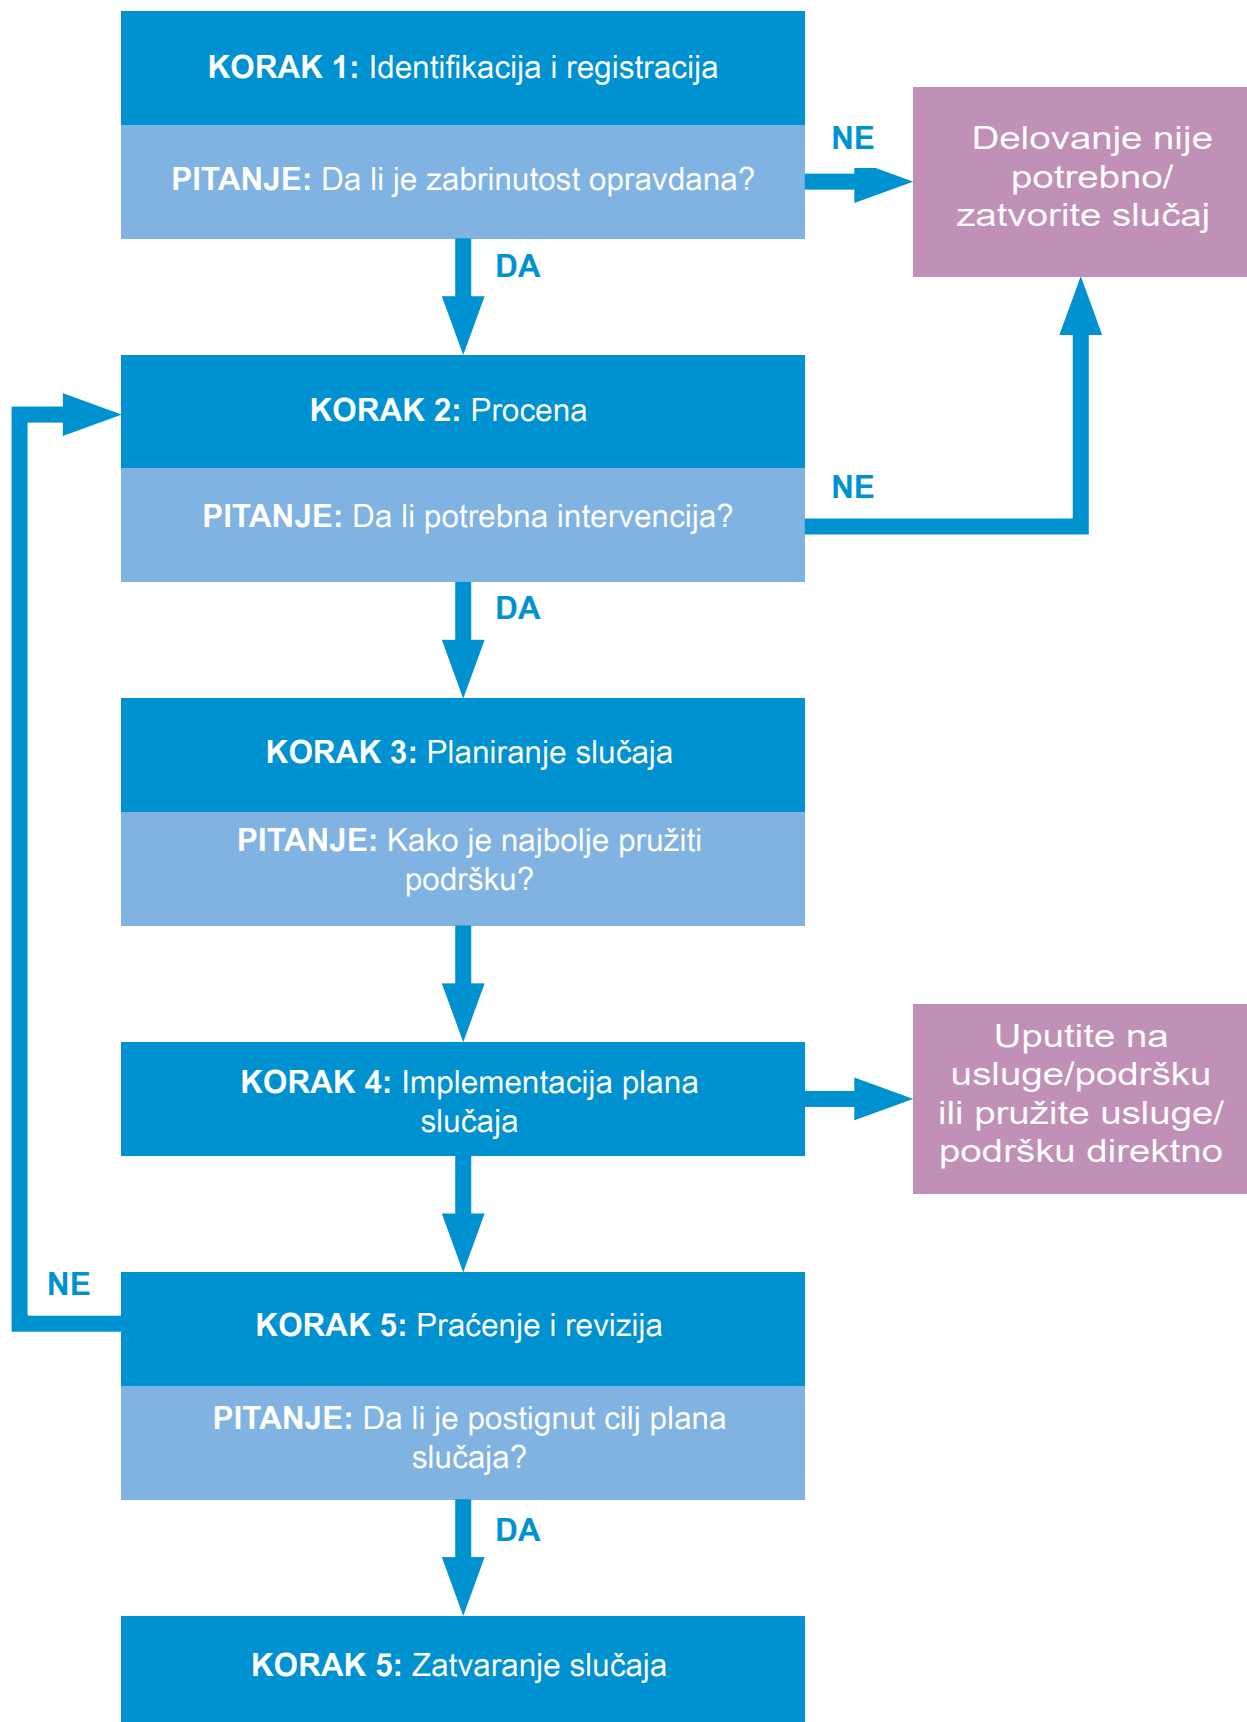 KORAK 1: Identifikacija i registracija
PITANJE: Da li je zabrinutost opravdana?
NE
Delovanje nije
potrebno/
zatvorite slučaj
DA
KORAK 2: Procena
PITANJE: Da li potrebna intervencija?
NE
DA
KORAK 3: Planiranje slučaja
PITANJE: Kako je najbolje pružiti
podršku?
KORAK 4: Implementacija plana
slučaja
Uputite na
usluge/podršku
ili pružite usluge/
podršku direktno
NE
KORAK 5: Praćenje i revizija
PITANJE: Da li je postignut cilj plana
slučaja?
DA
KORAK 5: Zatvaranje slučaja